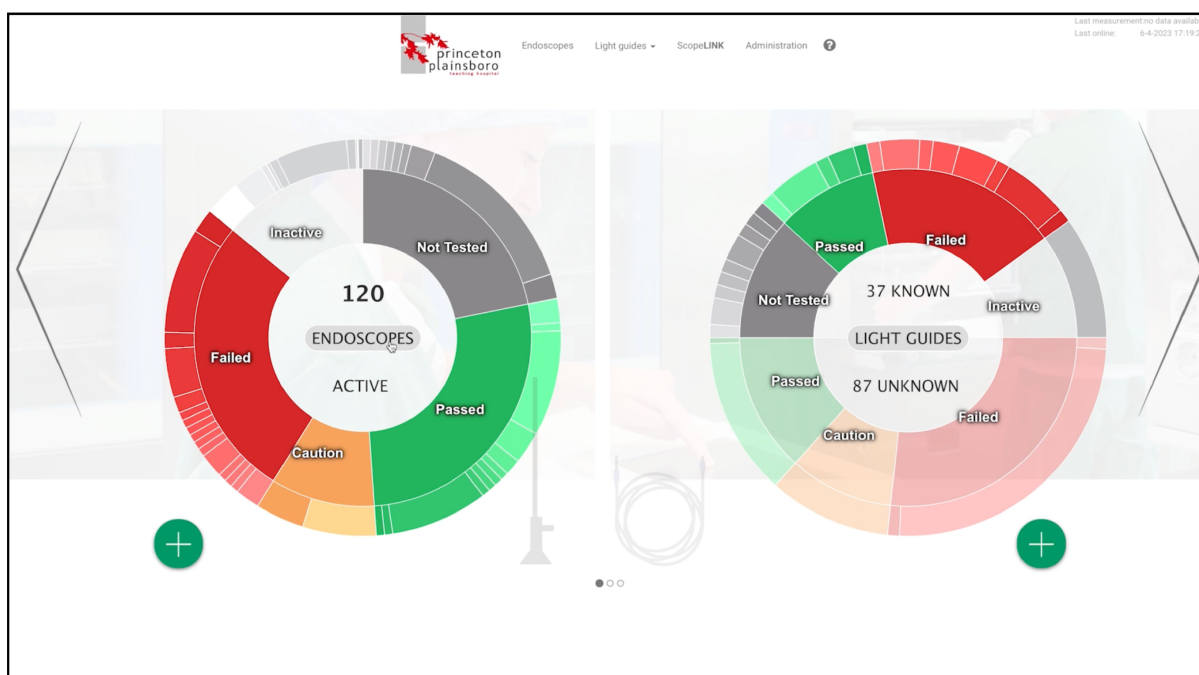 princeton
plainsboro
teaching hospital
Endoscopes
Light guides
ScopeLINK
Administration
?
Last measurement:no data availab
Last online: 6-4-2023 17:19:2
Inactive
Not Tested
120
ENDOSCOPES
ACTIVE
Failed
Passed
Caution
Passed
Failed
Not Tested
37 KNOWN
Inactive
LIGHT GUIDES
Passed
87 UNKNOWN
Failed
Caution